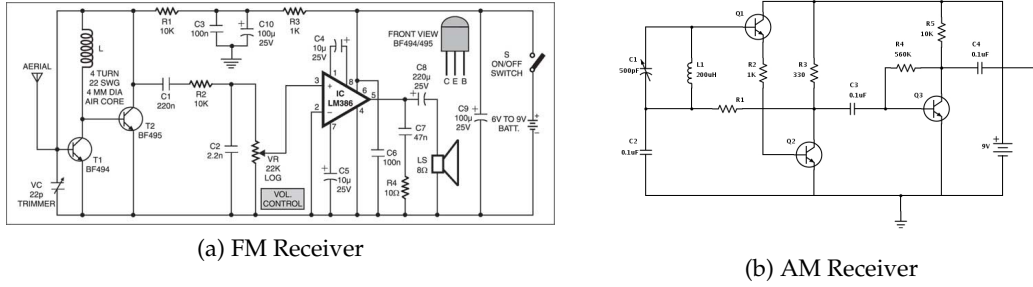 R1
10K
C3
100n
C10
100µ
25V
R3
1K
C4
10µ
25V
FRONT VIEW
BF494/495
C E B
S
ON/OFF
SWITCH
L
AERIAL
4 TURN
22 SWG
4 MM DIA
AIR CORE
C1
220n
R2
10K
T2
BF495
T1
BF494
VC
22p
TRIMMER
C2
2.2n
VR
22K
LOG
VOL.
CONTROL
3
2
1
8
6
5
4
7
+
−
IC
LM386
C5
10µ
25V
C6
100n
C8
220µ
25V
C7
47n
R4
10Ω
LS
8Ω
C9
100µ
25V
6V TO 9V
BATT.
(a) FM Receiver
Q1
C1
500pF
L1
200uH
R2
1K
R3
330
R1
C2
0.1uF
Q2
C3
0.1uF
R4
560K
R5
10K
C4
0.1uF
Q3
9V
(b) AM Receiver